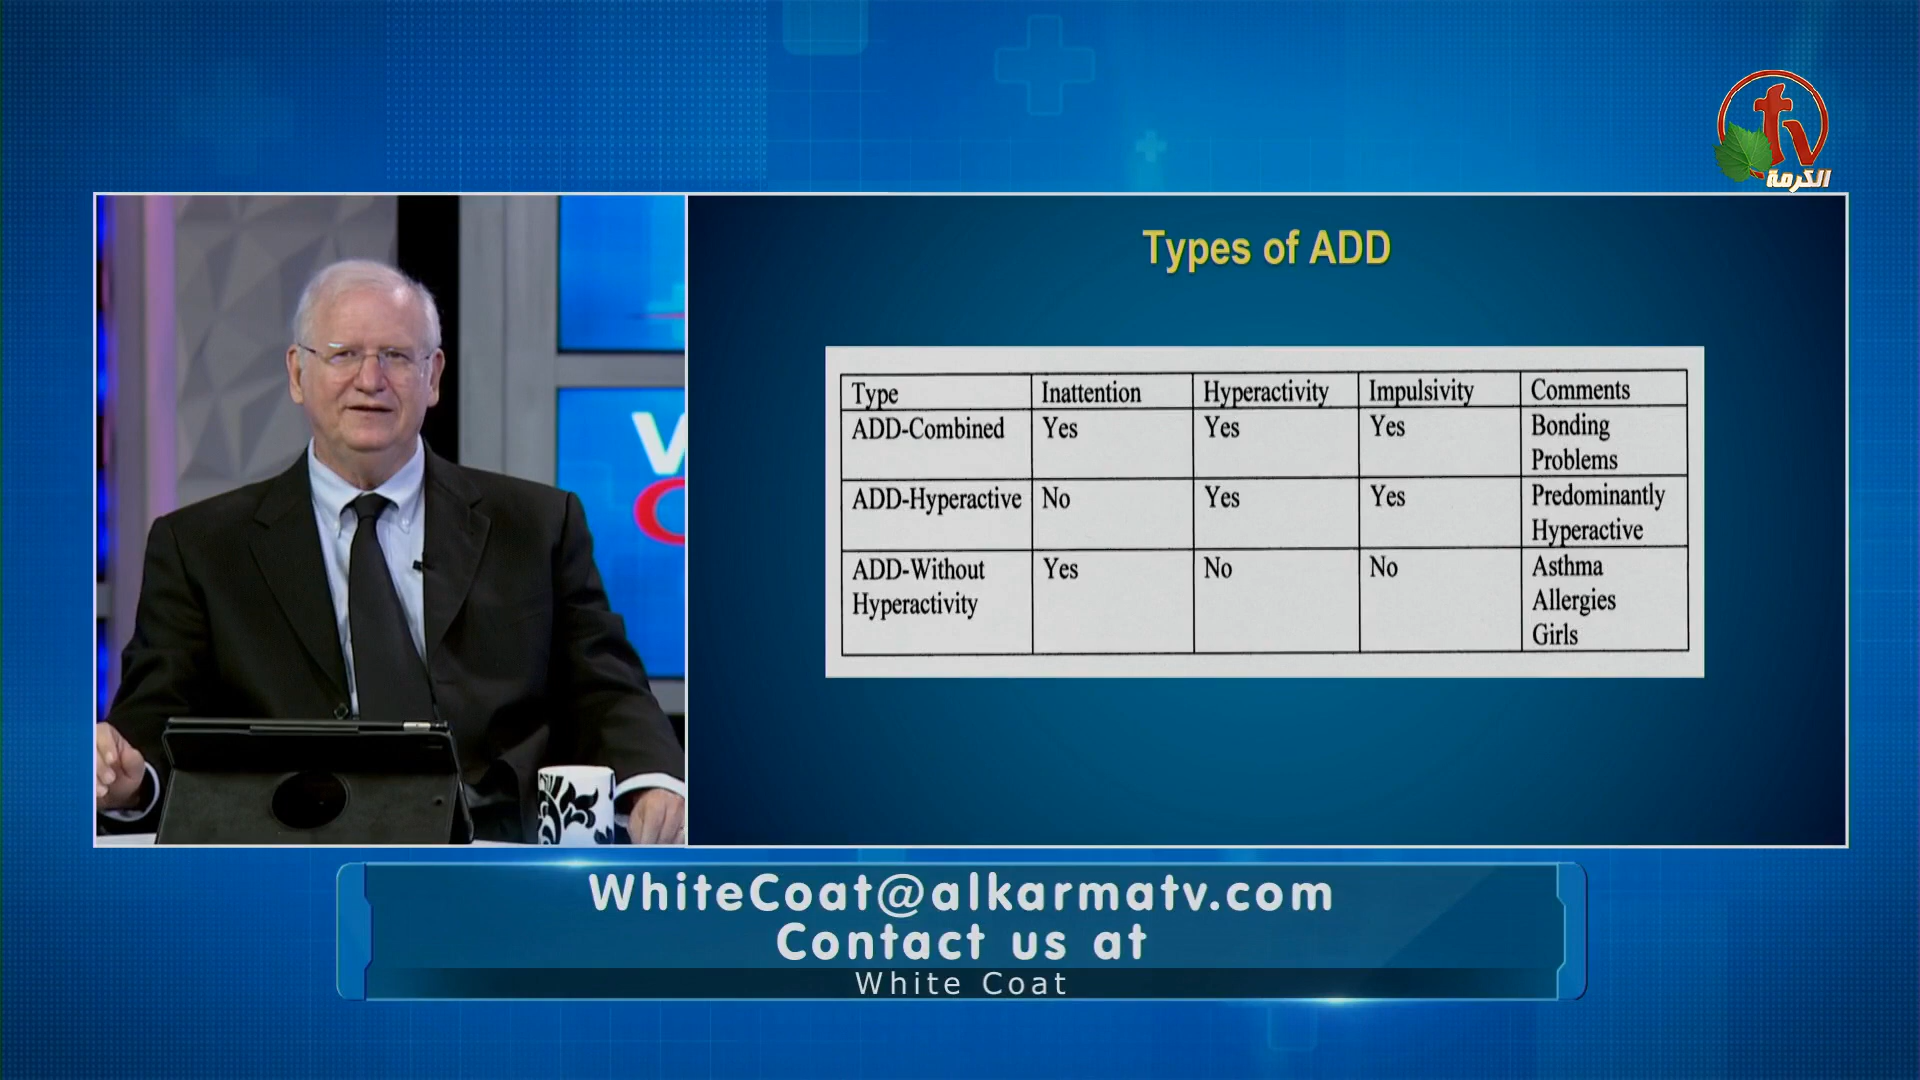 tv
الكرمة
Types of ADD
Type Inattention Hyperactivity Impulsivity Comments
ADD-Combined Yes Yes Yes Bonding
Problems
ADD-Hyperactive No Yes Yes Predominantly
Hyperactive
ADD-Without Yes No No Asthma
Hyperactivity Allergies
Girls
WhiteCoat@alkarmatv.com
Contact us at
White Coat